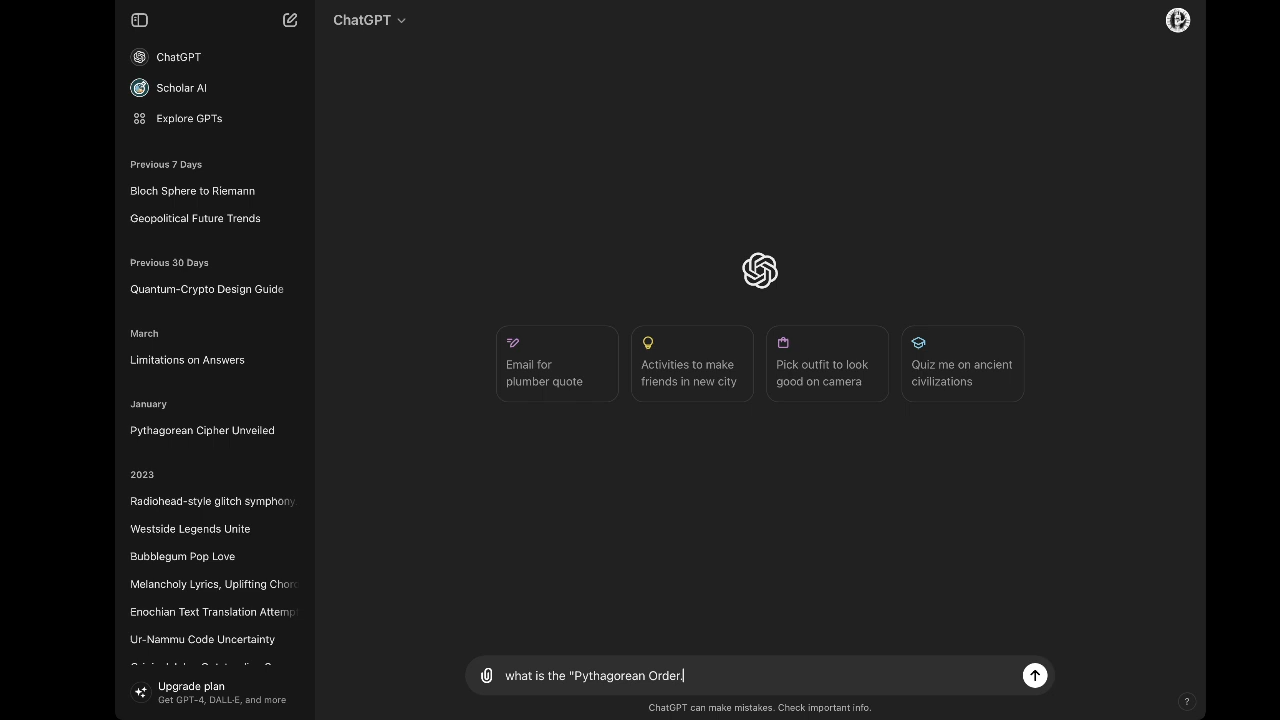 ChatGPT
Scholar AI
Explore GPTs
Previous 7 Days
Bloch Sphere to Riemann
Geopolitical Future Trends
Previous 30 Days
Quantum-Crypto Design Guide
March
Limitations on Answers
January
Pythagorean Cipher Unveiled
2023
Radiohead-style glitch symphony.
Westside Legends Unite
Bubblegum Pop Love
Melancholy Lyrics, Uplifting Chor
Enochian Text Translation Attemp
Ur-Nammu Code Uncertainty
Upgrade plan
Get GPT-4, DALL·E, and more
ChatGPT
Email for
plumber quote
Activities to make
friends in new city
Pick outfit to look
good on camera
Quiz me on ancient
civilizations
what is the "Pythagorean Order.
ChatGPT can make mistakes. Check important info.
?